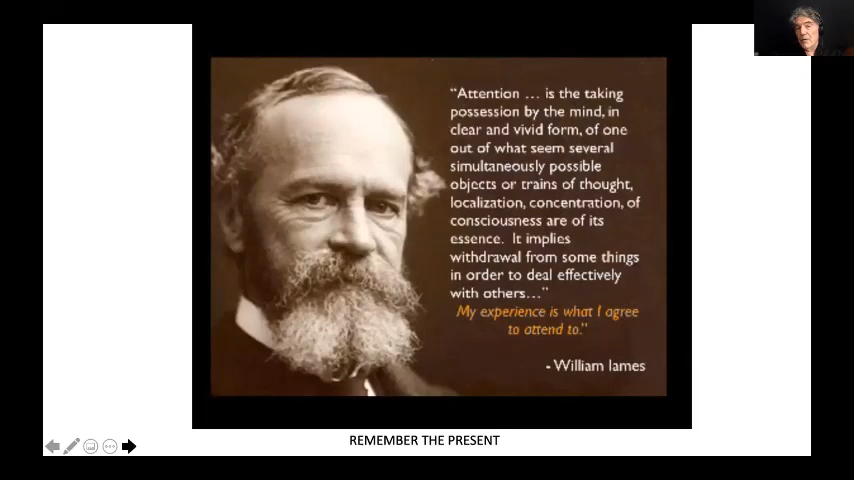 “Attention ... is the taking
possession by the mind, in
clear and vivid form, of one
out of what seem several
simultaneously possible
objects or trains of thought,
localization, concentration, of
consciousness are of its
essence. It implies
withdrawal from some things
in order to deal effectively
with others...”
My experience is what I agree
to attend to.”
- William James
REMEMBER THE PRESENT